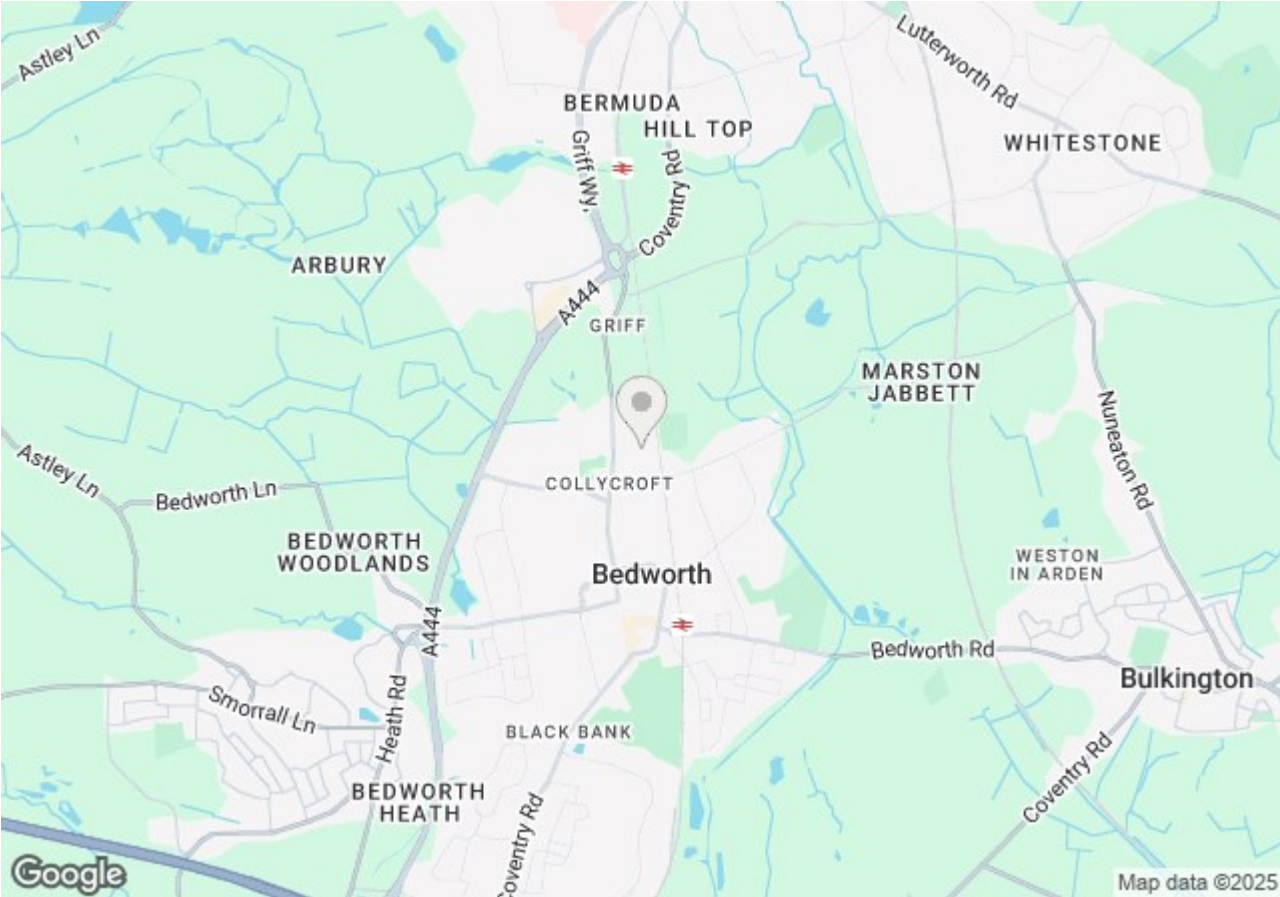 Astley Ln
Lutterworth Rd
BERMUDA
HILL TOP
WHITESTONE
Griff Wy,
Coventry Rd
ARBURY
A444
GRIFF
MARSTON
JABBETT
Nuneaton Rd
Astley Ln
Bedworth Ln
COLLYCROFT
BEDWORTH
WOODLANDS
Bedworth
WESTON
IN ARDEN
A444
Bedworth Rd
Bulkington
Smorrall Ln
Heath Rd
BLACK BANK
Coventry Rd
BEDWORTH
HEATH
Coventry Rd
Google
Map data ©2025